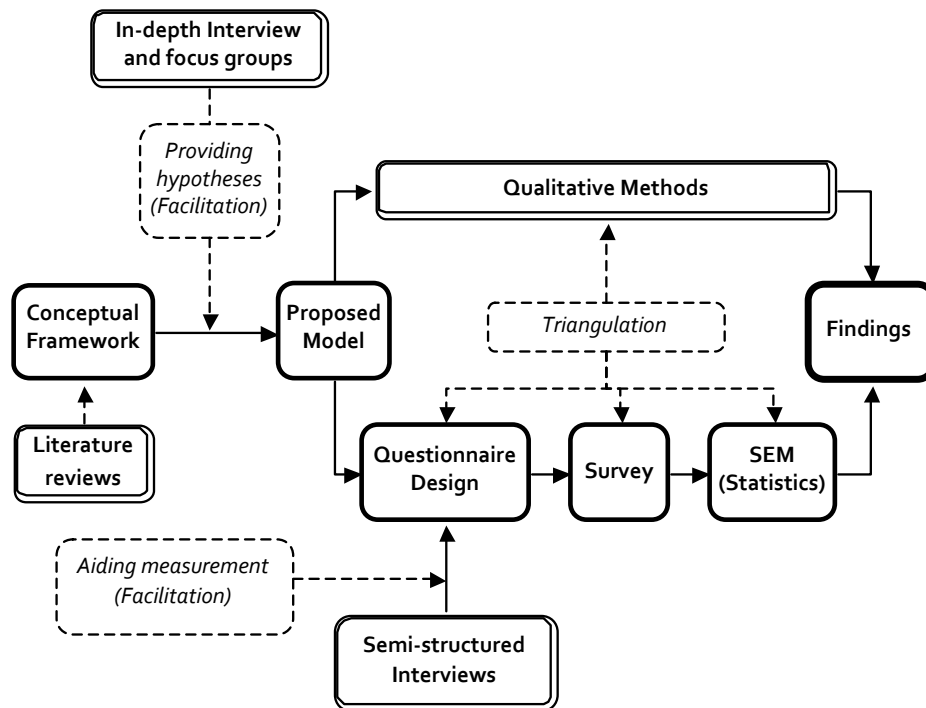 In-depth Interview
and focus groups
Providing
hypotheses
(Facilitation)
Qualitative Methods
Conceptual
Framework
Proposed
Model
Triangulation
Findings
Literature
reviews
Questionnaire
Design
Survey
SEM
(Statistics)
Aiding measurement
(Facilitation)
Semi-structured
Interviews